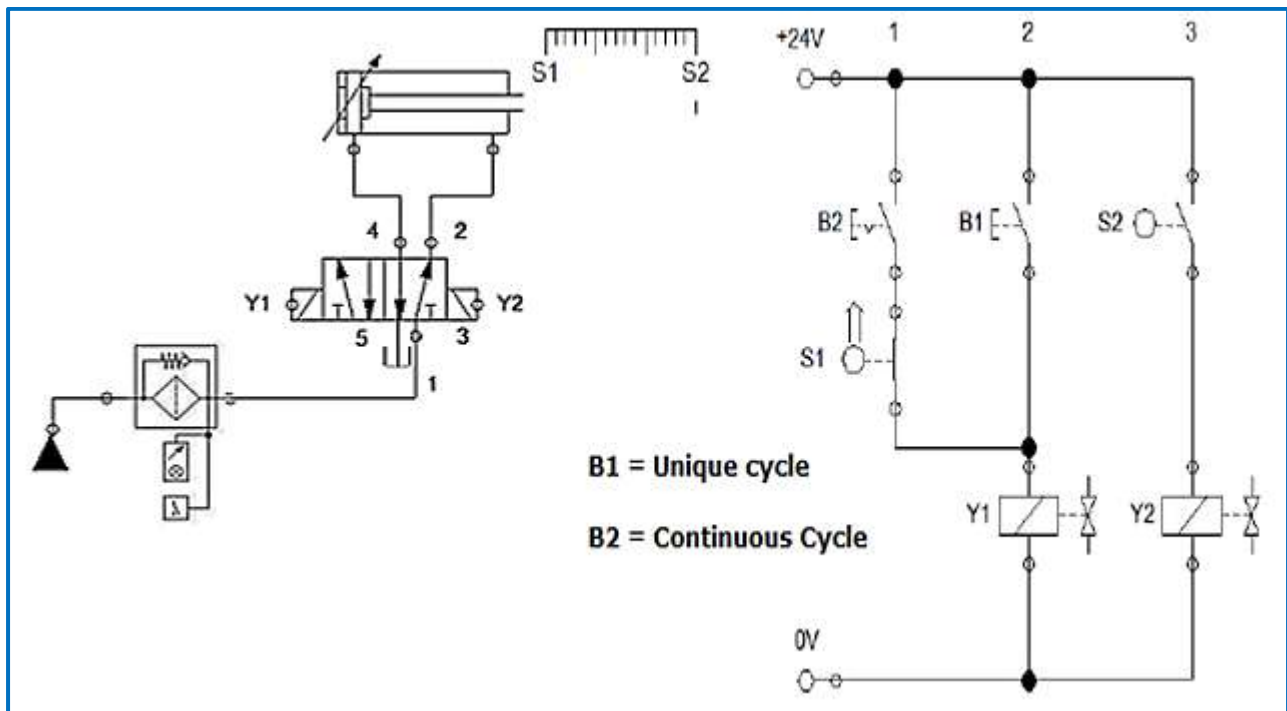 S1 S2
4 2
Y1 Y2
5 3
1
+24V 1 2 3
B2 B1 S2
S1
B1 = Unique cycle
B2 = Continuous Cycle
Y1 Y2
0V